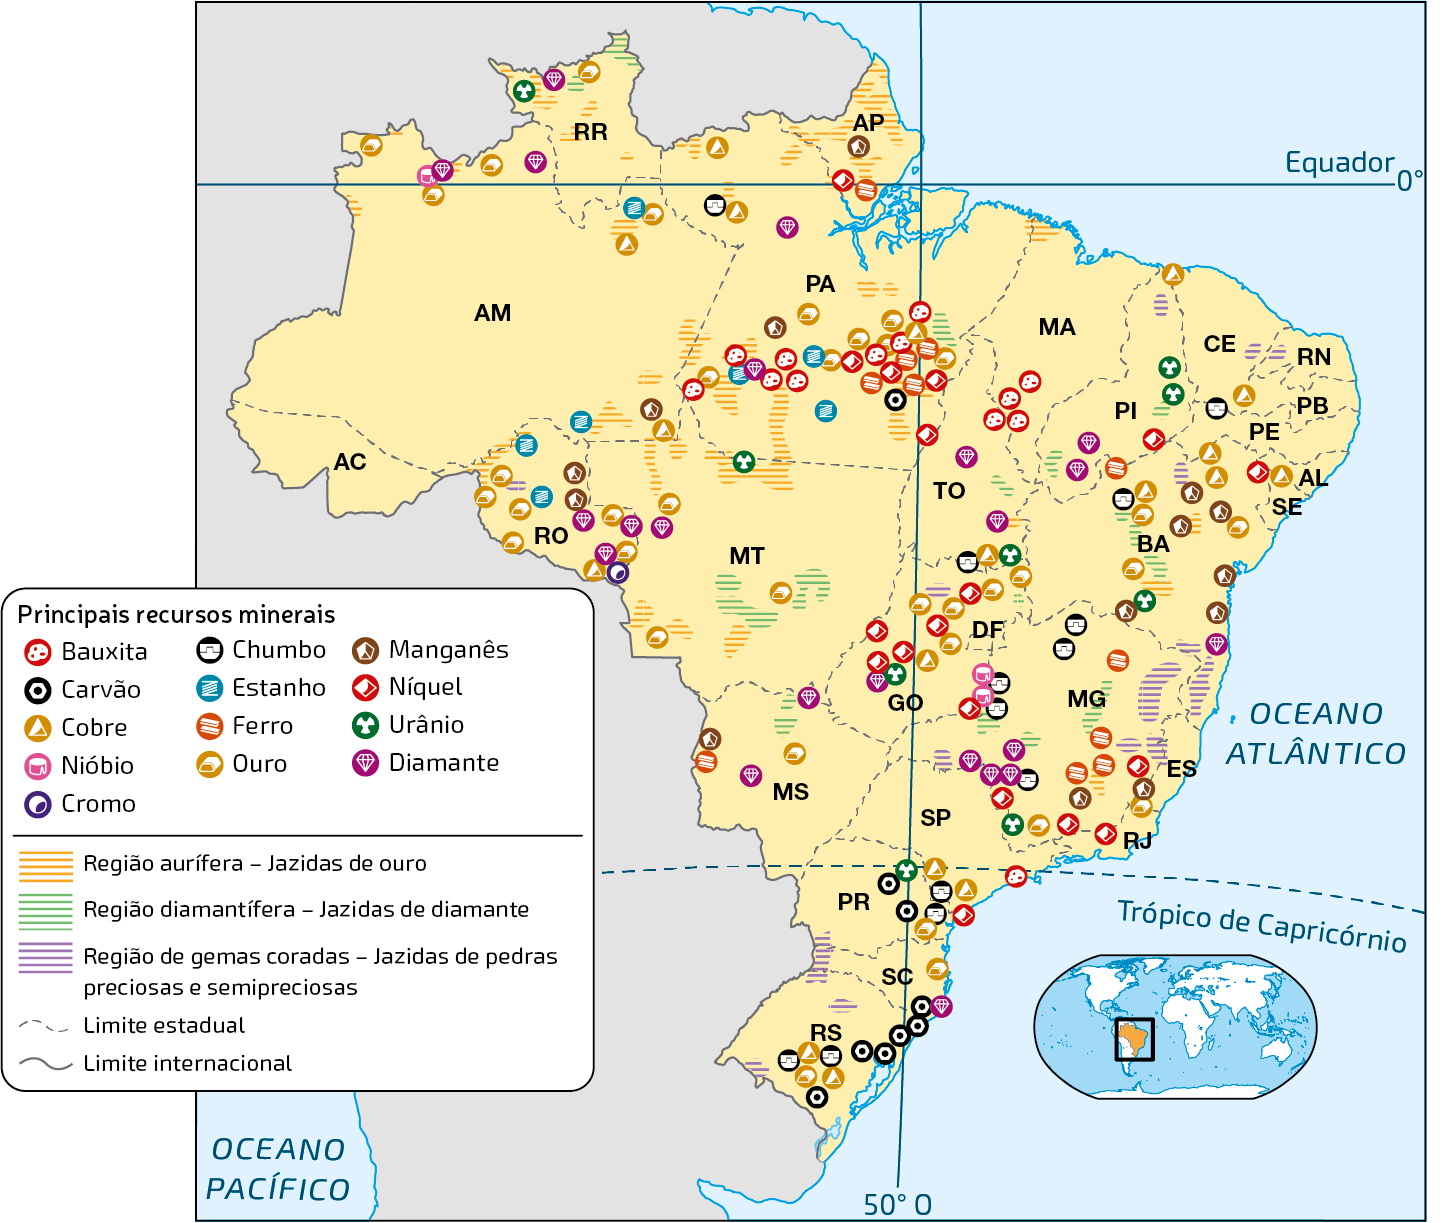 RR
AP
Equador
0°
AM
PA
MA
CE
RN
PI
PB
PE
AC
TO
AL
SE
RO
MT
BA
DF
GO
MG
OCEANO
ATLÂNTICO
MS
ES
SP
RJ
PR
Trópico de Capricórnio
SC
RS
50° O
OCEANO
PACÍFICO
Principais recursos minerais
Bauxita
Chumbo
Manganês
Carvão
Estanho
Níquel
Cobre
Ferro
Urânio
Nióbio
Ouro
Diamante
Cromo
Região aurífera – Jazidas de ouro
Região diamantífera – Jazidas de diamante
Região de gemas coradas – Jazidas de pedras
preciosas e semipreciosas
Limite estadual
Limite internacional